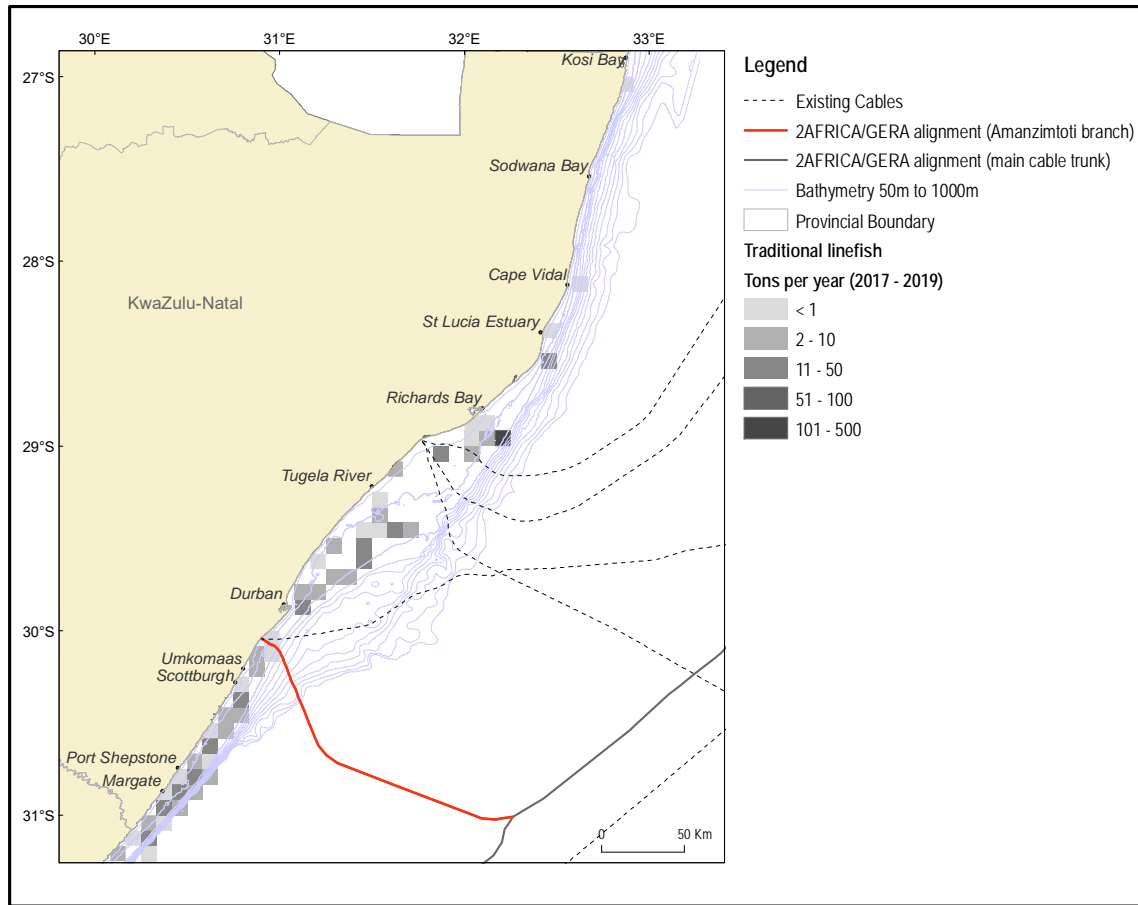 30°E 31°E 32°E 33°E
27°S
28°S
29°S
30°S
31°S
Kosi Bay
Sodwana Bay
Cape Vidal
KwaZulu-Natal
St Lucia Estuary
Richards Bay
Tugela River
Durban
Umkomaas
Scottburgh
Port Shepstone
Margate
0 50 Km
Legend
Existing Cables
2AFRICA/GERA alignment (Amanzimtoti branch)
2AFRICA/GERA alignment (main cable trunk)
Bathymetry 50m to 1000m
Provincial Boundary
Traditional linefish
Tons per year (2017 - 2019)
< 1
2 - 10
11 - 50
51 - 100
101 - 500